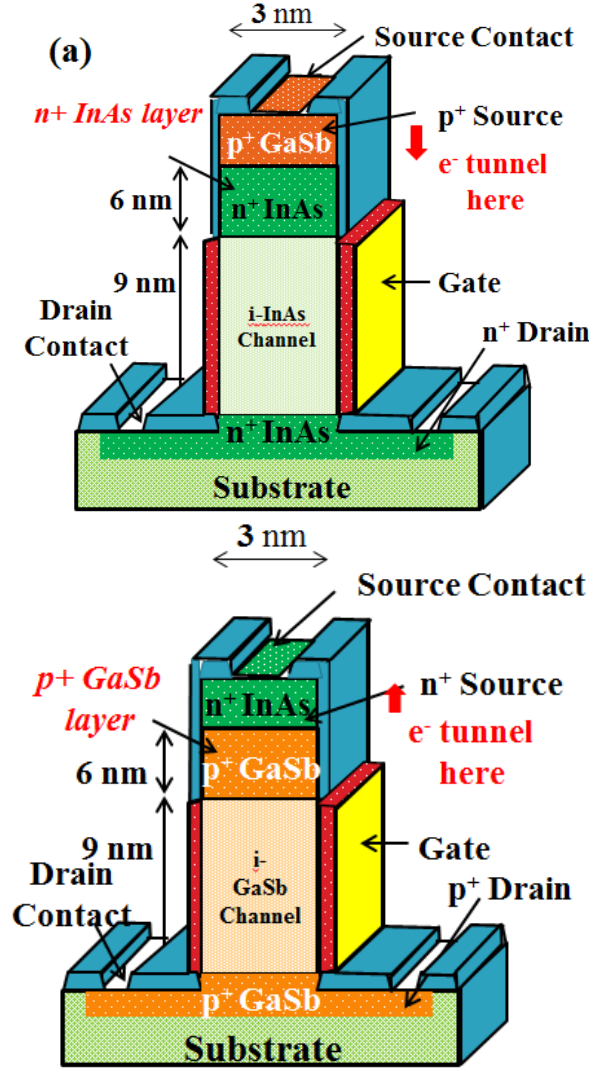 3 nm
(a)
Source Contact
n+ InAs layer
p+ GaSb
p+ Source
e- tunnel
here
6 nm
n+ InAs
9 nm
Gate
Drain
Contact
i-InAs
Channel
n+ Drain
n+ InAs
Substrate
3 nm
Source Contact
p+ GaSb
layer
n+ InAs
n+ Source
e- tunnel
here
6 nm
p+ GaSb
9 nm
Drain
Contact
i-
GaSb
Channel
Gate
p+ Drain
p+ GaSb
Substrate